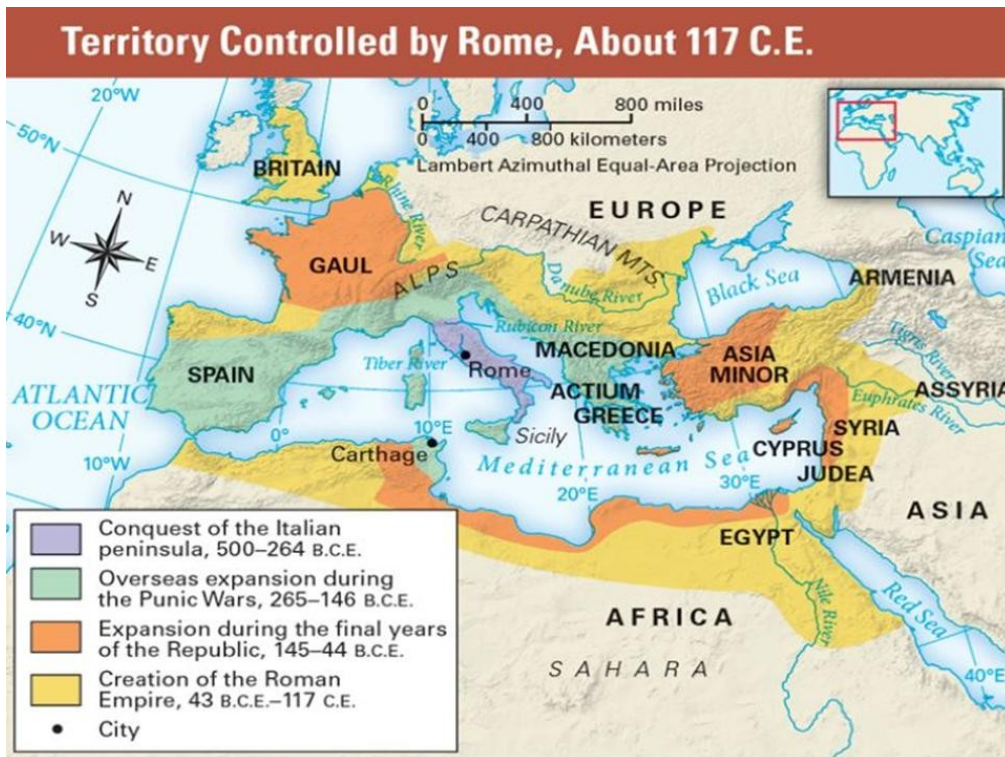 Territory Controlled by Rome, About 117 C.E.
20°W
50°N
0 400 800 miles
0 400 800 kilometers
Lambert Azimuthal Equal-Area Projection
BRITAIN
Rhine River
EUROPE
CARPATHIAN MTS.
N
W
E
S
GAUL
ALPS
Danube River
Black Sea
Caspian
Sea
ARMENIA
40°N
Rubicon River
Tigris River
SPAIN
Tiber River
Rome
MACEDONIA
ASIA
MINOR
ATLANTIC
OCEAN
ACTIUM
GREECE
ASSYRIA
Euphrates River
0°
10°E
Sicily
SYRIA
10°W
Carthage
Mediterranean Sea
CYPRUS
JUDEA
20°E
30°E
ASIA
EGYPT
Nile River
Red Sea
AFRICA
SAHARA
40°E
Conquest of the Italian
peninsula, 500–264 B.C.E.
Overseas expansion during
the Punic Wars, 265–146 B.C.E.
Expansion during the final years
of the Republic, 145–44 B.C.E.
Creation of the Roman
Empire, 43 B.C.E.–117 C.E.
City